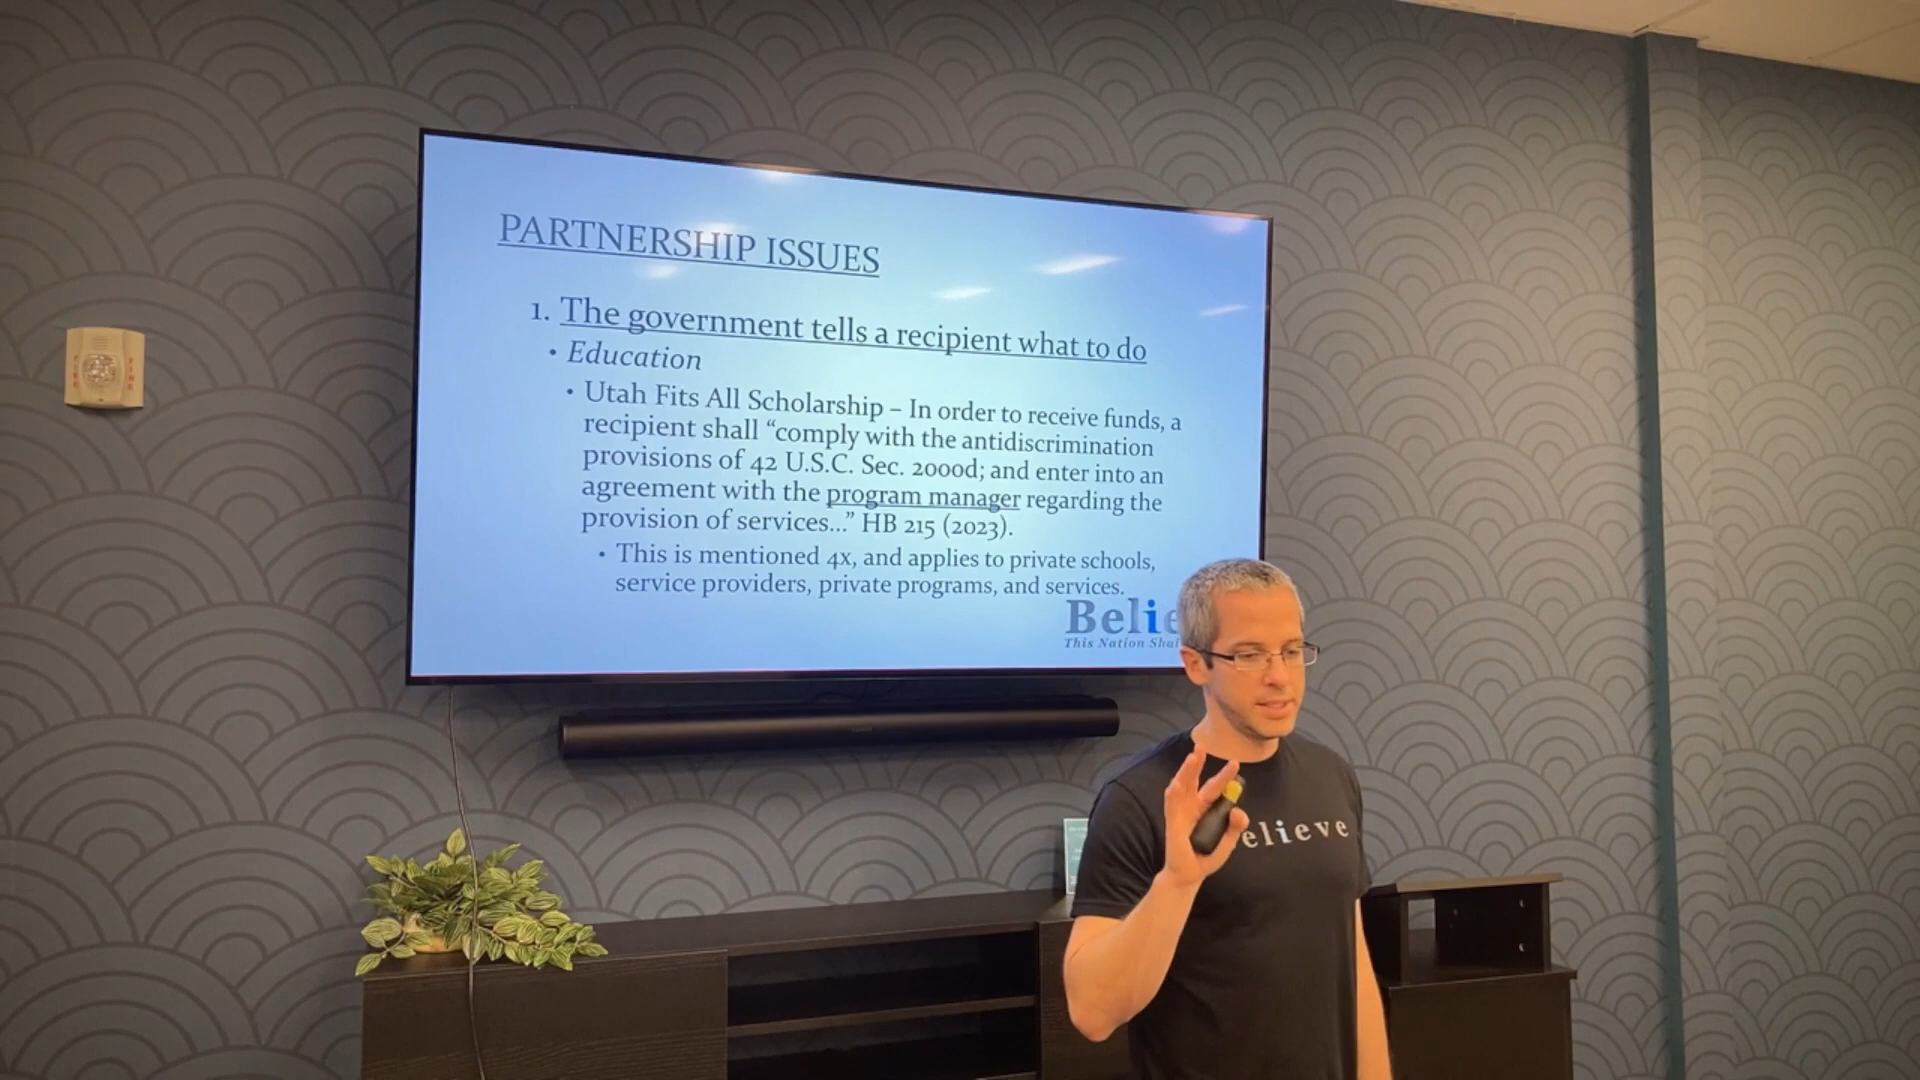 PARTNERSHIP ISSUES
1. The government tells a recipient what to do
• Education
• Utah Fits All Scholarship – In order to receive funds, a
recipient shall “comply with the antidiscrimination
provisions of 42 U.S.C. Sec. 2000d; and enter into an
agreement with the program manager regarding the
provision of services...” HB 215 (2023).
• This is mentioned 4x, and applies to private schools,
service providers, private programs, and services.
Belie
This Nation Shal
elieve
FIRE
FIRE